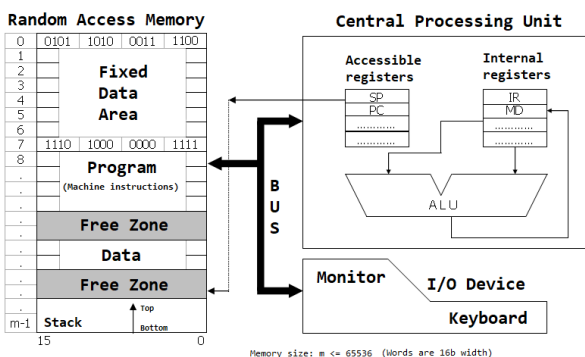 Random Access Memory
Central Processing Unit
0 0101 1010 0011 1100
1
2
3
4
5
6
Fixed
Data
Area
7 1110 1000 0000 1111
8
.
.
.
.
.
.
.
.
.
Program
(Machine instructions)
Free Zone
Data
Free Zone
Top
m-1 Stack
Bottom
15 0
Accessible
registers
SP
PC
............
............
Internal
registers
IR
MD
............
............
ALU
B
U
S
Monitor
I/O Device
Keyboard
Memory size: m <= 65536 (Words are 16b width)